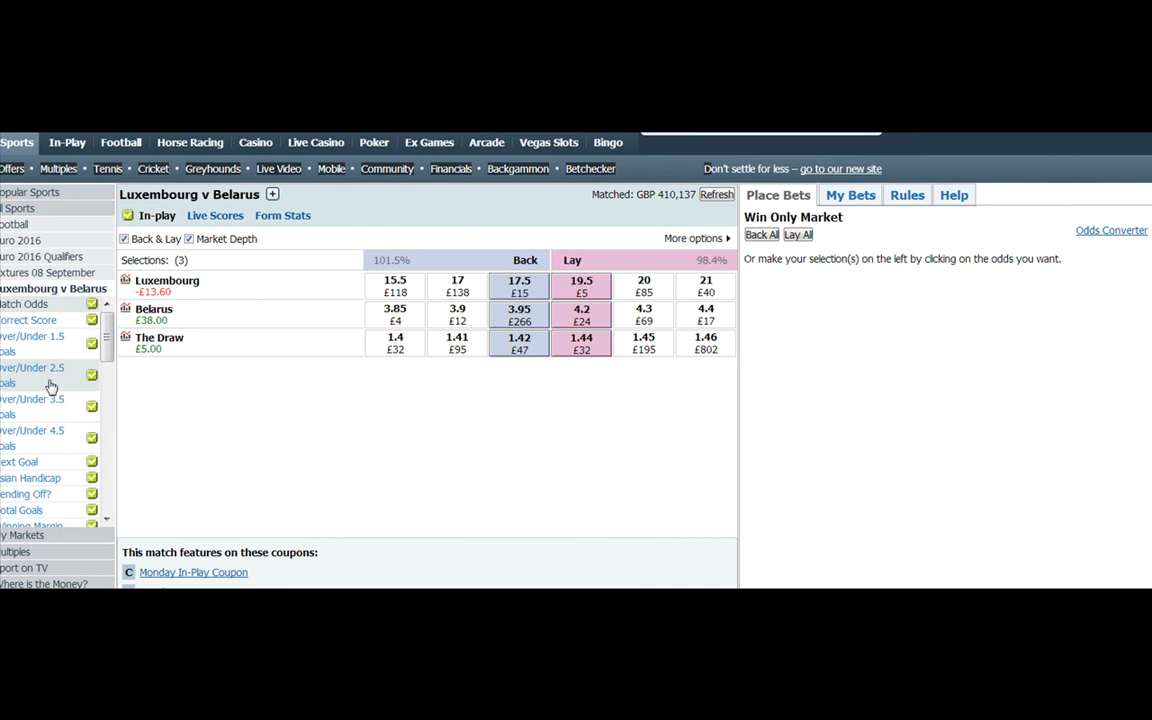 Sports In-Play Football Horse Racing Casino Live Casino Poker Ex Games Arcade Vegas Slots Bingo
Offers • Multiples • Tennis • Cricket • Greyhounds • Live Video • Mobile • Community • Financials • Backgammon • Betchecker Don't settle for less – go to our new site
opular Sports
ll Sports
ootball
uro 2016
uro 2016 Qualifiers
xtures 08 September
uxembourg v Belarus
atch Odds
orrect Score
ver/Under 1.5
oals
ver/Under 2.5
oals
ver/Under 3.5
oals
ver/Under 4.5
oals
ext Goal
sian Handicap
ending Off?
otal Goals
inning Margin
y Markets
ultiples
port on TV
here is the Money?
Luxembourg v Belarus + Matched: GBP 410,137 Refresh
In-play Live Scores Form Stats
Back & Lay Market Depth More options
Selections: (3) 101.5% Back Lay 98.4%
Luxembourg 15.5 17 17.5 19.5 20 21
-£13.60 £118 £138 £15 £5 £85 £40
Belarus 3.85 3.9 3.95 4.2 4.3 4.4
£38.00 £4 £12 £266 £24 £69 £17
The Draw 1.4 1.41 1.42 1.44 1.45 1.46
£5.00 £32 £95 £47 £32 £195 £802
This match features on these coupons:
C Monday In-Play Coupon
Place Bets My Bets Rules Help
Win Only Market
Back All Lay All Odds Converter
Or make your selection(s) on the left by clicking on the odds you want.